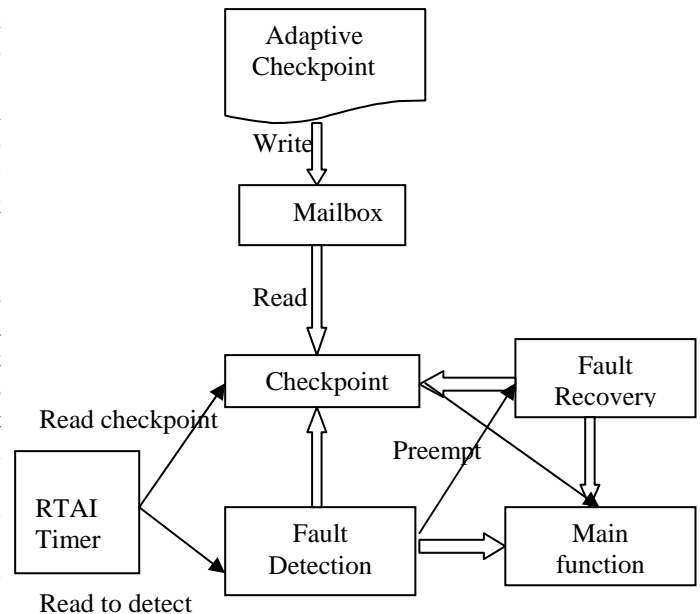 Adaptive
Checkpoint
Write
Mailbox
Read
Checkpoint
Fault
Recovery
Read checkpoint
Preempt
RTAI
Timer
Fault
Detection
Main
function
Read to detect